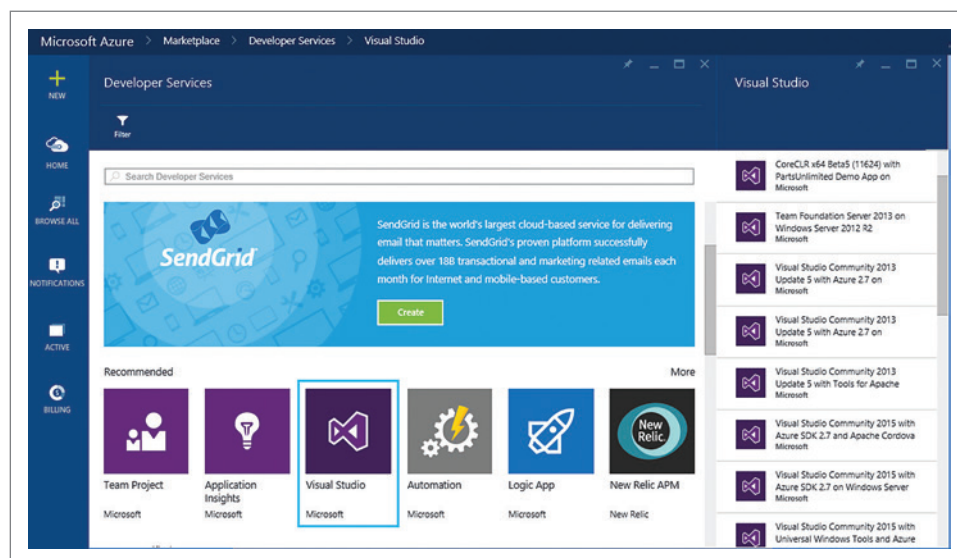 Microsoft Azure > Marketplace > Developer Services > Visual Studio
NEW
HOME
BROWSE ALL
NOTIFICATIONS
ACTIVE
BILLING
Developer Services
Filter
Search Developer Services
SendGrid
SendGrid is the world's largest cloud-based service for delivering
email that matters. SendGrid's proven platform successfully
delivers over 18B transactional and marketing related emails each
month for Internet and mobile-based customers.
Create
Recommended
More
New
Relic.
Team Project
Microsoft
Application
Insights
Microsoft
Visual Studio
Microsoft
Automation
Microsoft
Logic App
Microsoft
New Relic APM
New Relic
Visual Studio
CoreCLR x64 Beta5 (11624) with
PartsUnlimited Demo App on
Microsoft
Team Foundation Server 2013 on
Windows Server 2012 R2
Microsoft
Visual Studio Community 2013
Update 5 with Azure 2.7 on
Microsoft
Visual Studio Community 2013
Update 5 with Azure 2.7 on
Microsoft
Visual Studio Community 2013
Update 5 with Tools for Apache
Microsoft
Visual Studio Community 2015 with
Azure SDK 2.7 and Apache Cordova
Microsoft
Visual Studio Community 2015 with
Azure SDK 2.7 on Windows Server
Microsoft
Visual Studio Community 2015 with
Universal Windows Tools and Azure